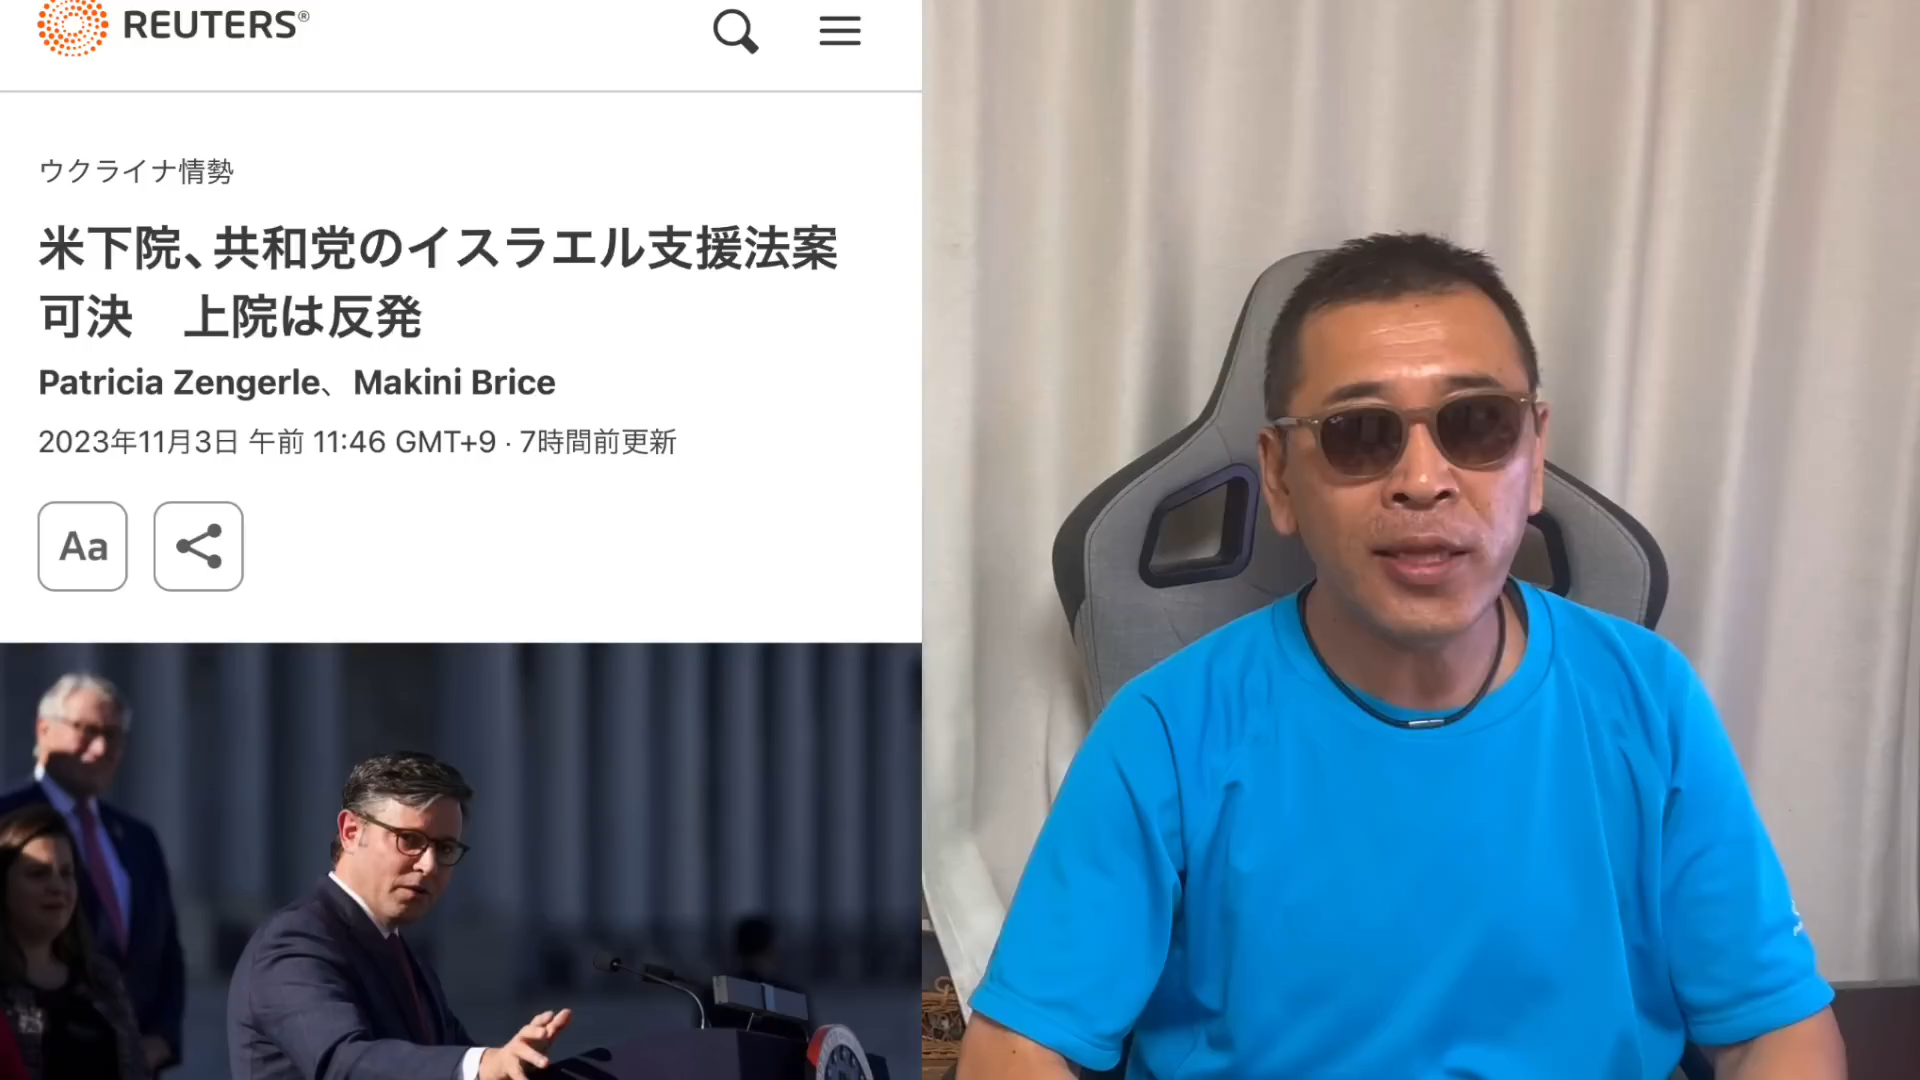 REUTERS®
ウクライナ情勢
米下院、共和党のイスラエル支援法案
可決　上院は反発
Patricia Zengerle、Makini Brice
2023年11月3日 午前 11:46 GMT+9 · 7時間前更新
Aa